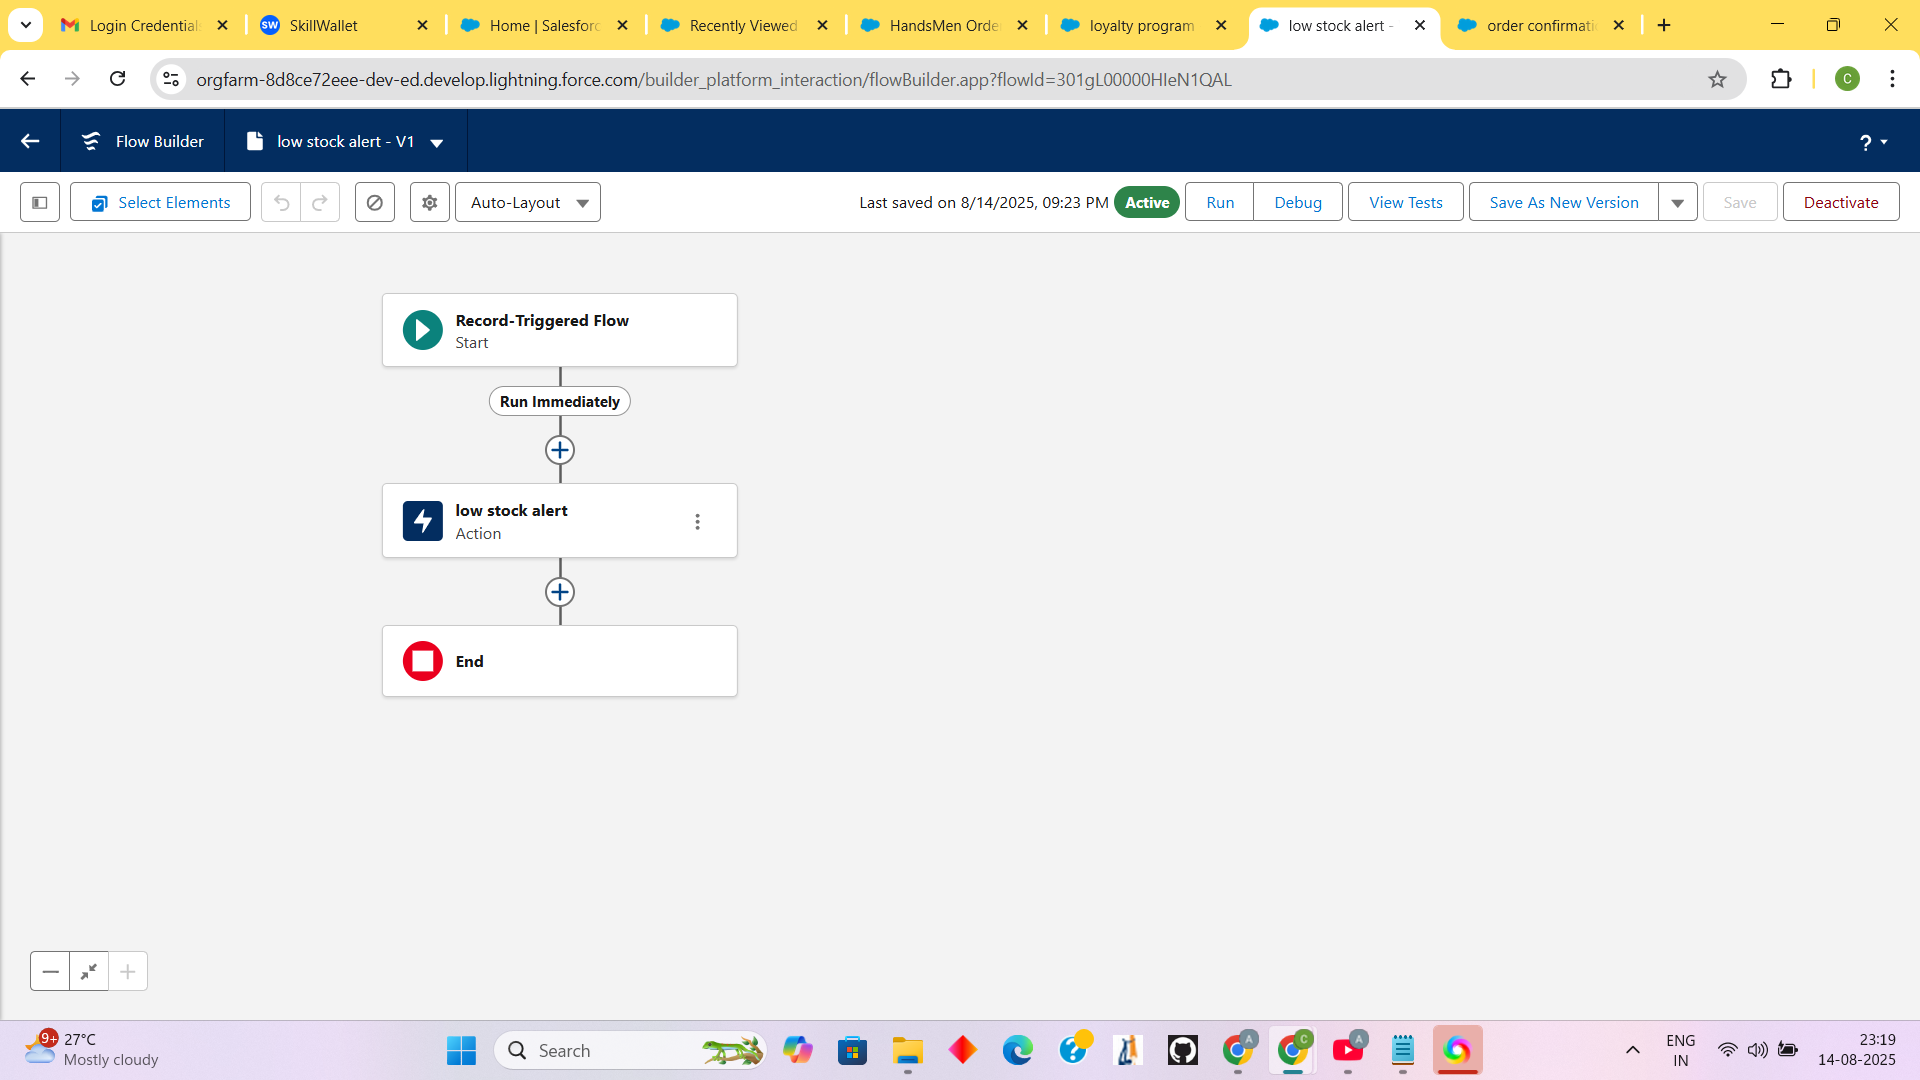 Login Credentials
SkillWallet
Home | Salesforc
Recently Viewed
HandsMen Orde
loyalty program
low stock alert -
order confirmati
orgfarm-8d8ce72eee-dev-ed.develop.lightning.force.com/builder_platform_interaction/flowBuilder.app?flowId=301gL00000HIeN1QAL
C
Flow Builder
low stock alert - V1
?
Select Elements
Auto-Layout
Last saved on 8/14/2025, 09:23 PM
Active
Run
Debug
View Tests
Save As New Version
Save
Deactivate
Record-Triggered Flow
Start
Run Immediately
low stock alert
Action
End
9+
27°C
Mostly cloudy
Search
A
C
A
ENG
IN
23:19
14-08-2025